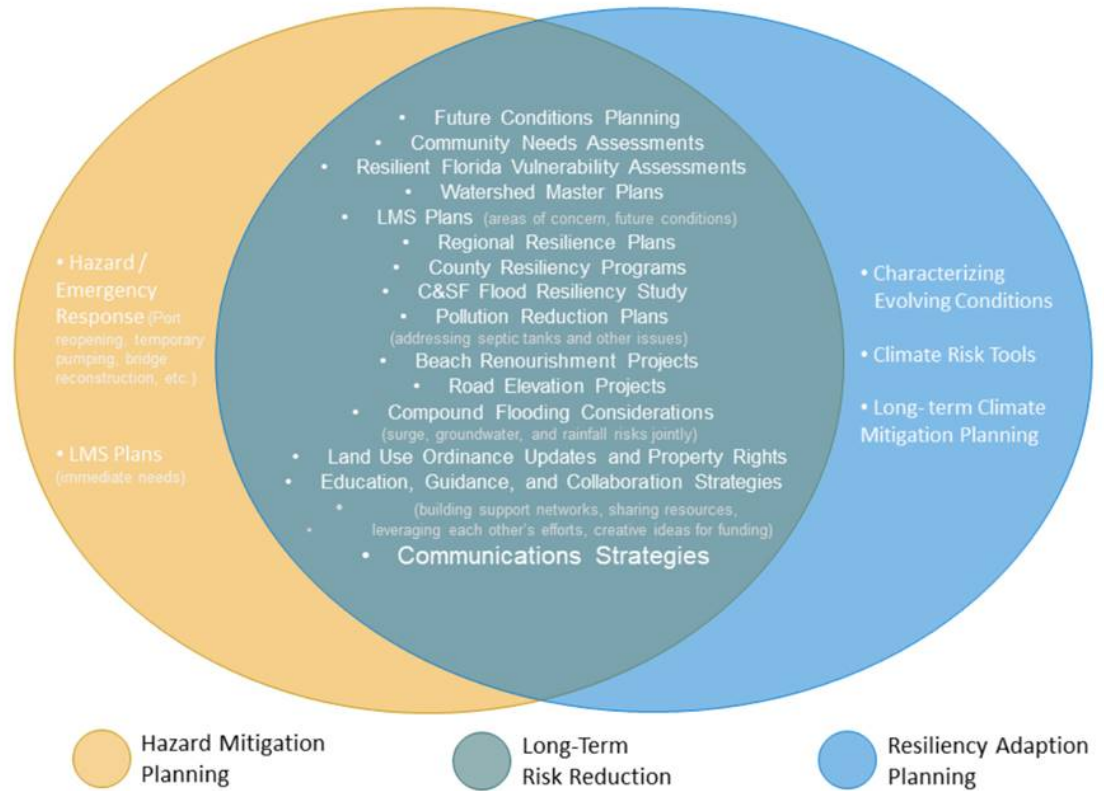 • Future Conditions Planning
• Community Needs Assessments
• Resilient Florida Vulnerability Assessments
• Watershed Master Plans
• LMS Plans (areas of concern, future conditions)
• Regional Resilience Plans
• County Resiliency Programs
• C&SF Flood Resiliency Study
• Pollution Reduction Plans
(addressing septic tanks and other issues)
• Beach Renourishment Projects
• Road Elevation Projects
• Compound Flooding Considerations
(surge, groundwater, and rainfall risks jointly)
• Land Use Ordinance Updates and Property Rights
• Education, Guidance, and Collaboration Strategies
• (building support networks, sharing resources,
• leveraging each other's efforts, creative ideas for funding)
• Communications Strategies
• Hazard /
Emergency
Response (Port
reopening, temporary
pumping, bridge
reconstruction, etc.)
• LMS Plans
(immediate needs)
• Characterizing
Evolving Conditions
• Climate Risk Tools
• Long-term Climate
Mitigation Planning
Hazard Mitigation
Planning
Long-Term
Risk Reduction
Resiliency Adaption
Planning